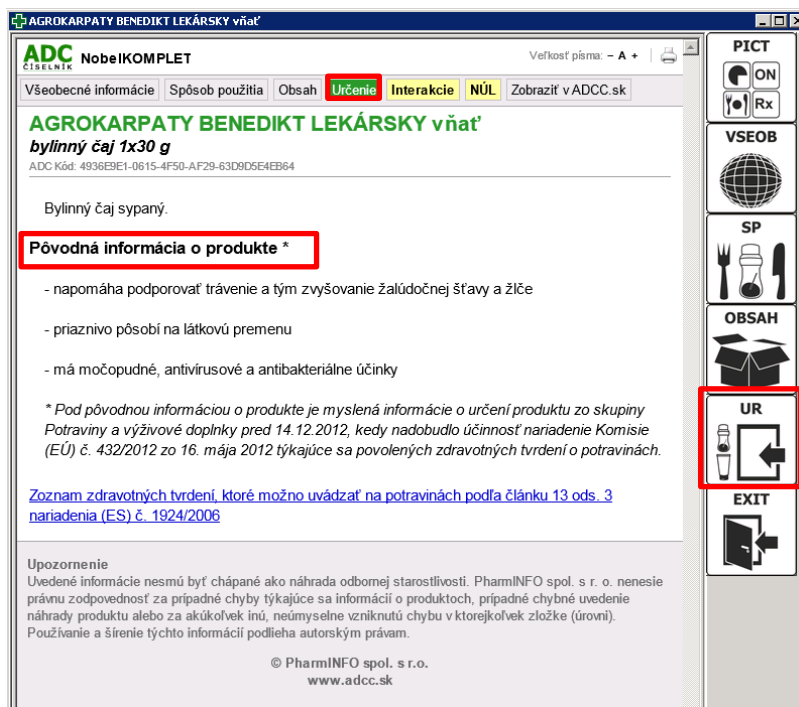 AGROKARPATY BENEDIKT LEKÁRSKY vňať
ADC NobelKOMPLET Veľkosť písma: – A +
ČÍSELNÍK
Všeobecné informácie Spôsob použitia Obsah Určenie Interakcie NÚL Zobraziť v ADCC.sk
AGROKARPATY BENEDIKT LEKÁRSKY vňať
bylinný čaj 1x30 g
ADC Kód: 4936E9E1-0615-4F50-AF29-63D9D5E4EB64
Bylinný čaj sypaný.
Pôvodná informácia o produkte *
- napomáha podporovať trávenie a tým zvyšovanie žalúdočnej šťavy a žlče
- priaznivo pôsobí na látkovú premenu
- má močopudné, antivírusové a antibakteriálne účinky
* Pod pôvodnou informáciou o produkte je myslená informácie o určení produktu zo skupiny
Potraviny a výživové doplnky pred 14.12.2012, kedy nadobudlo účinnosť nariadenie Komisie
(EÚ) č. 432/2012 zo 16. mája 2012 týkajúce sa povolených zdravotných tvrdení o potravinách.
Zoznam zdravotných tvrdení, ktoré možno uvádzať na potravinách podľa článku 13 ods. 3
nariadenia (ES) č. 1924/2006
Upozornenie
Uvedené informácie nesmú byť chápané ako náhrada odbornej starostlivosti. PharmINFO spol. s r. o. nenesie
právnu zodpovednosť za prípadné chyby týkajúce sa informácií o produktoch, prípadné chybné uvedenie
náhrady produktu alebo za akúkoľvek inú, neúmyselne vzniknutú chybu v ktorejkoľvek zložke (úrovni).
Používanie a šírenie týchto informácií podlieha autorským právam.
© PharmINFO spol. s r.o.
www.adcc.sk
PICT
ON
Rx
VSEOB
SP
OBSAH
UR
EXIT